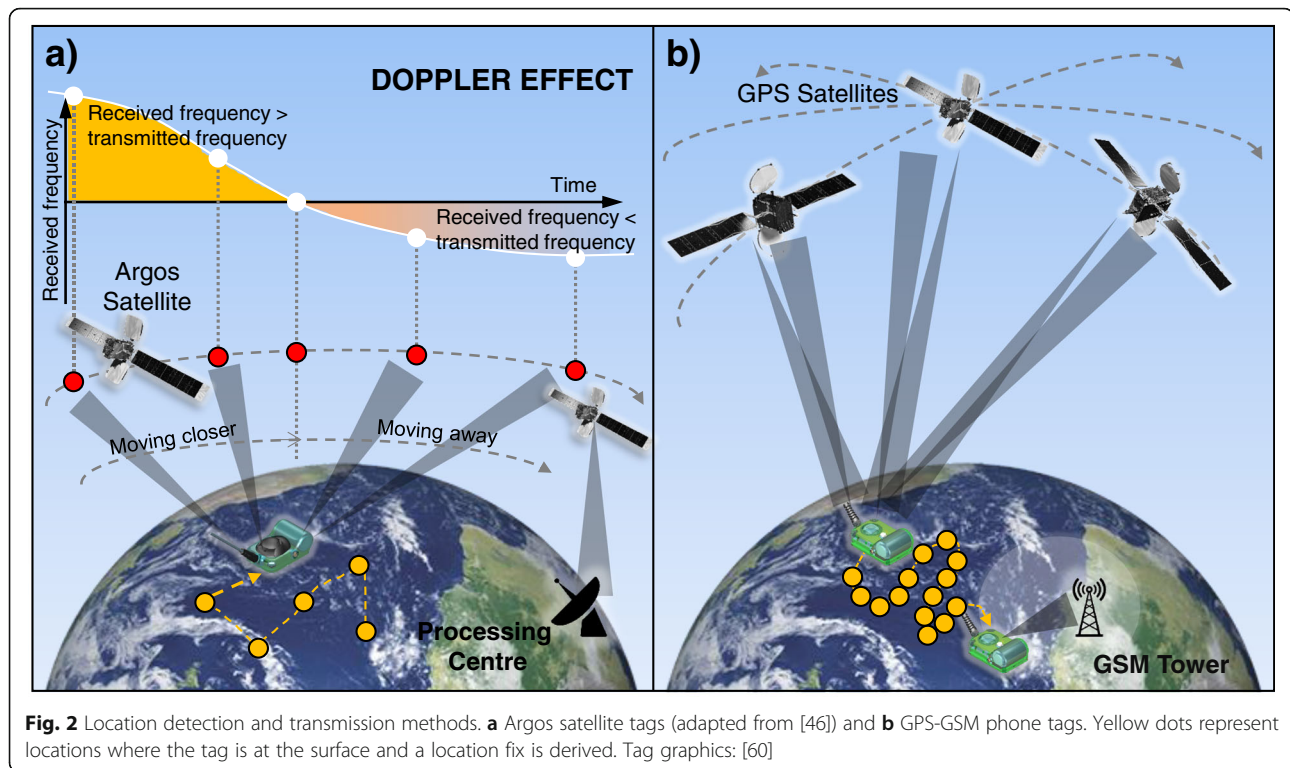 a)
DOPPLER EFFECT
Received frequency >
transmitted frequency
Received frequency
Time
Received frequency <
transmitted frequency
Argos
Satellite
Moving closer
Moving away
Processing
Centre
b)
GPS Satellites
GSM Tower
Fig. 2 Location detection and transmission methods. a Argos satellite tags (adapted from [46]) and b GPS-GSM phone tags. Yellow dots represent
locations where the tag is at the surface and a location fix is derived. Tag graphics: [60]